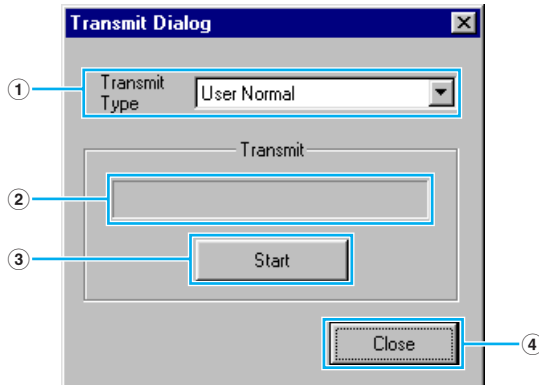 Transmit Dialog
① Transmit
Type
User Normal
Transmit
②
③ Start
Close ④